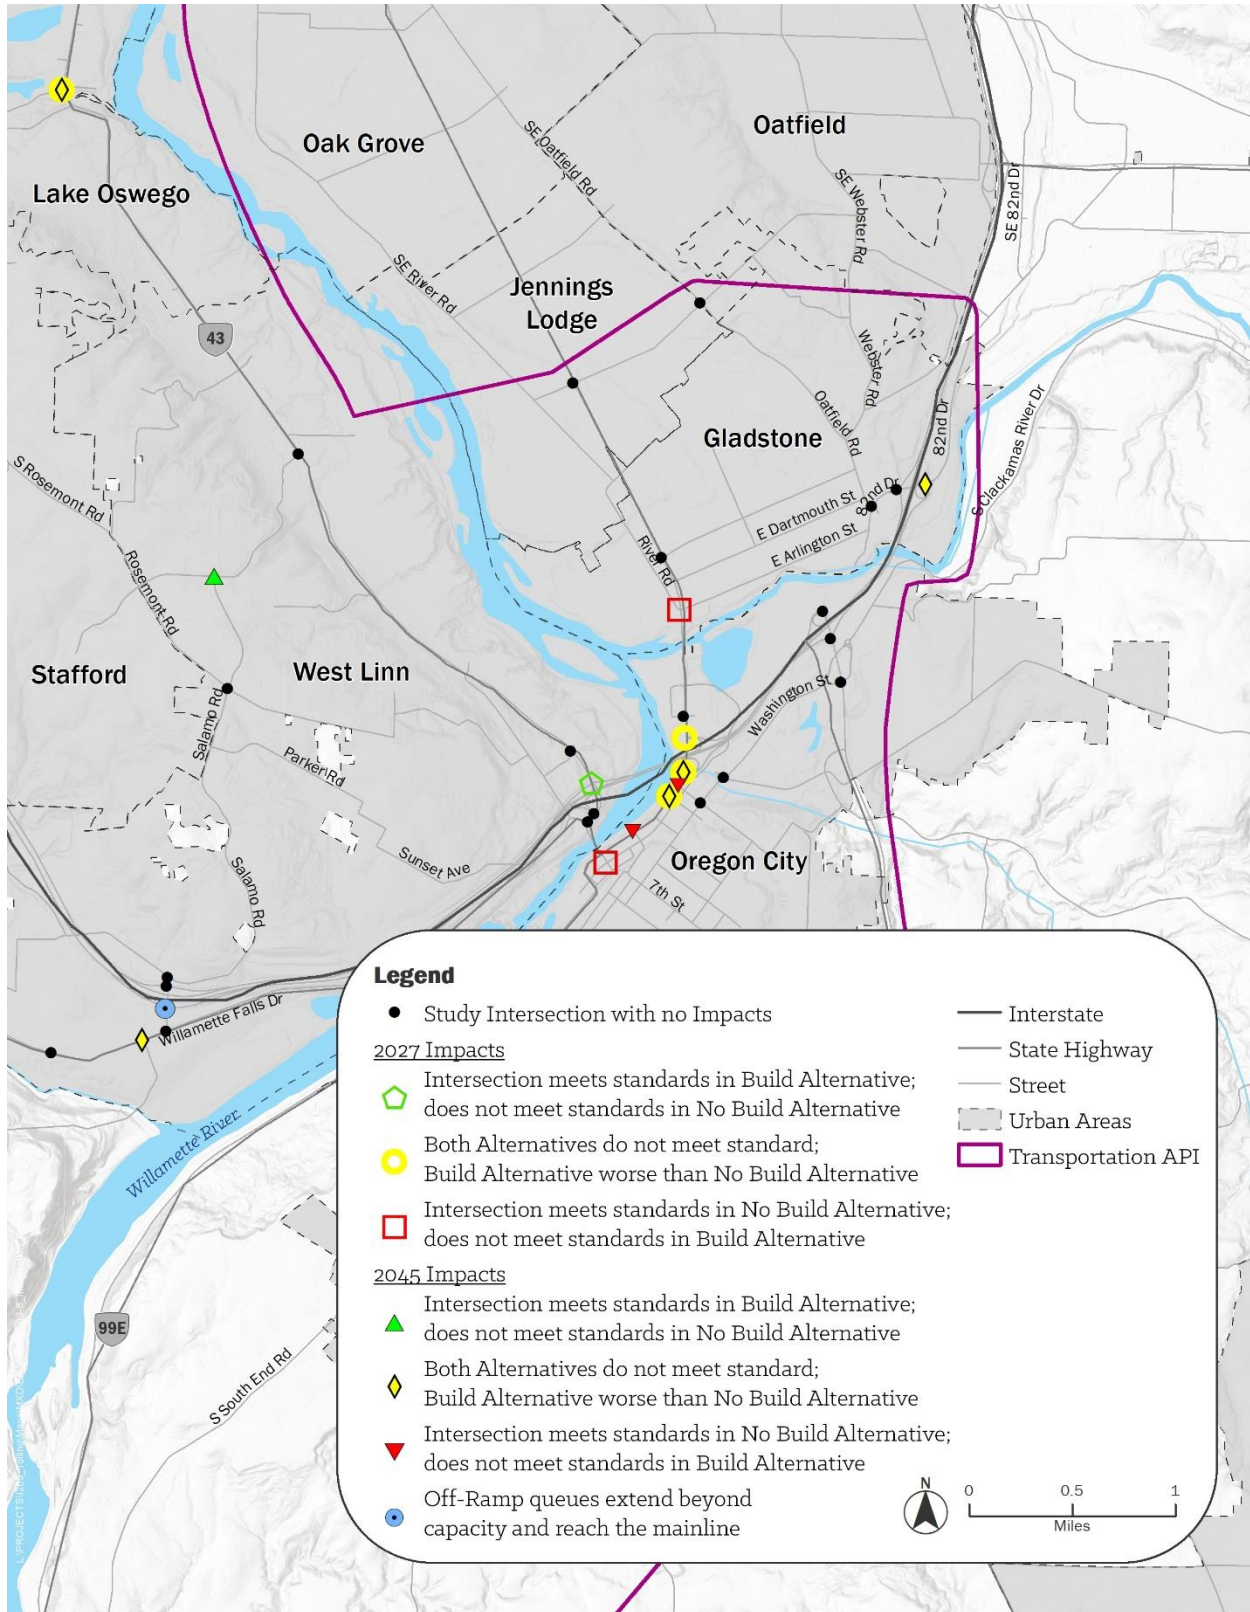 Oatfield
Oak Grove
SE Oatfield Rd
SE 82nd Dr
SE Webster Rd
Lake Oswego
SE River Rd
Jennings
Lodge
43
Webster Rd
Oatfield Rd
82nd Dr
S Clackamas River Dr
Gladstone
S Rosemont Rd
82nd Dr
E Dartmouth St
E Arlington St
River Rd
Rosemont Rd
Stafford
West Linn
Salamo Rd
Washington St
Parker Rd
Sunset Ave
Oregon City
Salamo Rd
7th St
Willamette Falls Dr
Willamette River
99E
S South End Rd
Legend
Study Intersection with no Impacts
2027 Impacts
Intersection meets standards in Build Alternative;
does not meet standards in No Build Alternative
Both Alternatives do not meet standard;
Build Alternative worse than No Build Alternative
Intersection meets standards in No Build Alternative;
does not meet standards in Build Alternative
2045 Impacts
Intersection meets standards in Build Alternative;
does not meet standards in No Build Alternative
Both Alternatives do not meet standard;
Build Alternative worse than No Build Alternative
Intersection meets standards in No Build Alternative;
does not meet standards in Build Alternative
Off-Ramp queues extend beyond
capacity and reach the mainline
Interstate
State Highway
Street
Urban Areas
Transportation API
N
0 0.5 1
Miles